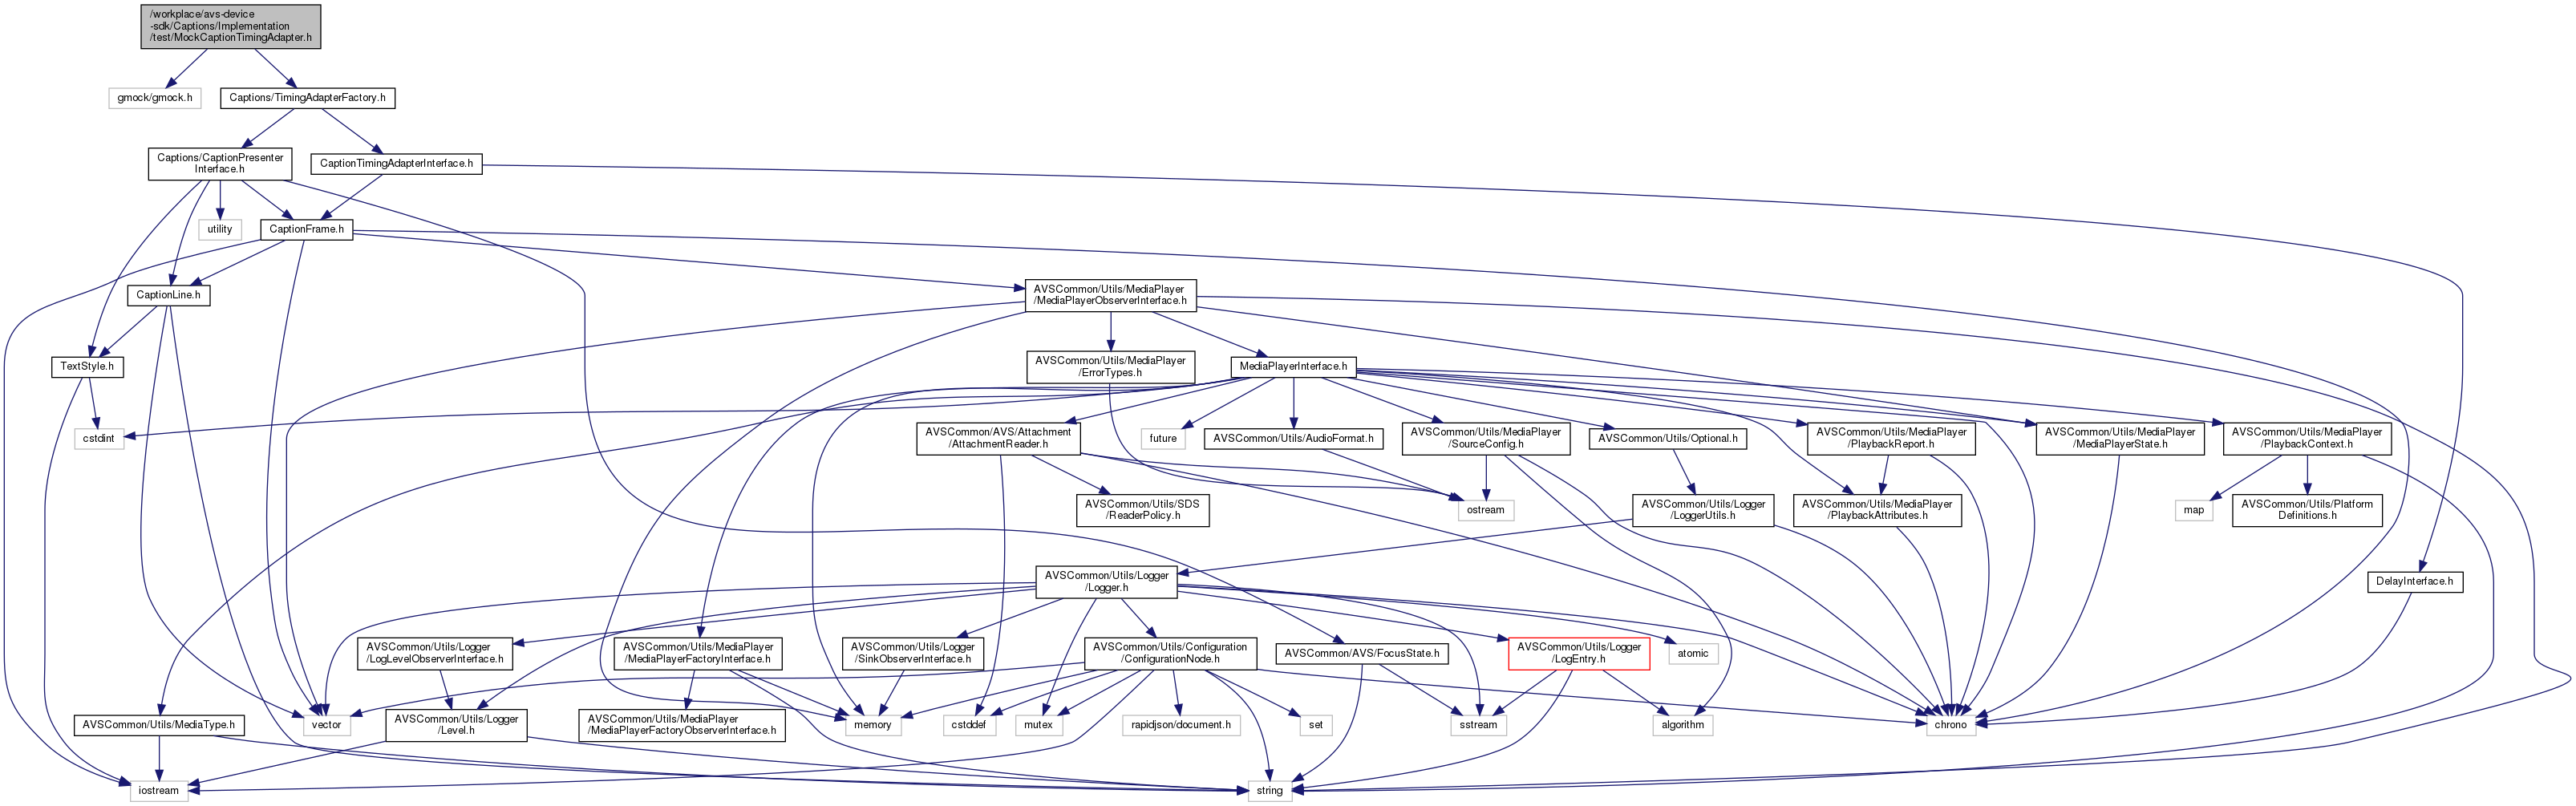 /workplace/avs-device
-sdk/Captions/Implementation
/test/MockCaptionTimingAdapter.h
gmock/gmock.h
Captions/TimingAdapterFactory.h
Captions/CaptionPresenter
Interface.h
CaptionTimingAdapterInterface.h
utility
CaptionFrame.h
CaptionLine.h
AVSCommon/Utils/MediaPlayer
/MediaPlayerObserverInterface.h
TextStyle.h
AVSCommon/Utils/MediaPlayer
/ErrorTypes.h
MediaPlayerInterface.h
cstdint
AVSCommon/AVS/Attachment
/AttachmentReader.h
future
AVSCommon/Utils/AudioFormat.h
AVSCommon/Utils/MediaPlayer
/SourceConfig.h
AVSCommon/Utils/Optional.h
AVSCommon/Utils/MediaPlayer
/PlaybackReport.h
AVSCommon/Utils/MediaPlayer
/MediaPlayerState.h
AVSCommon/Utils/MediaPlayer
/PlaybackContext.h
AVSCommon/Utils/SDS
/ReaderPolicy.h
ostream
AVSCommon/Utils/Logger
/LoggerUtils.h
AVSCommon/Utils/MediaPlayer
/PlaybackAttributes.h
map
AVSCommon/Utils/Platform
Definitions.h
AVSCommon/Utils/Logger
/Logger.h
DelayInterface.h
AVSCommon/Utils/Logger
/LogLevelObserverInterface.h
AVSCommon/Utils/MediaPlayer
/MediaPlayerFactoryInterface.h
AVSCommon/Utils/Logger
/SinkObserverInterface.h
AVSCommon/Utils/Configuration
/ConfigurationNode.h
AVSCommon/AVS/FocusState.h
AVSCommon/Utils/Logger
/LogEntry.h
atomic
AVSCommon/Utils/MediaType.h
vector
AVSCommon/Utils/Logger
/Level.h
AVSCommon/Utils/MediaPlayer
/MediaPlayerFactoryObserverInterface.h
memory
cstddef
mutex
rapidjson/document.h
set
sstream
algorithm
chrono
iostream
string